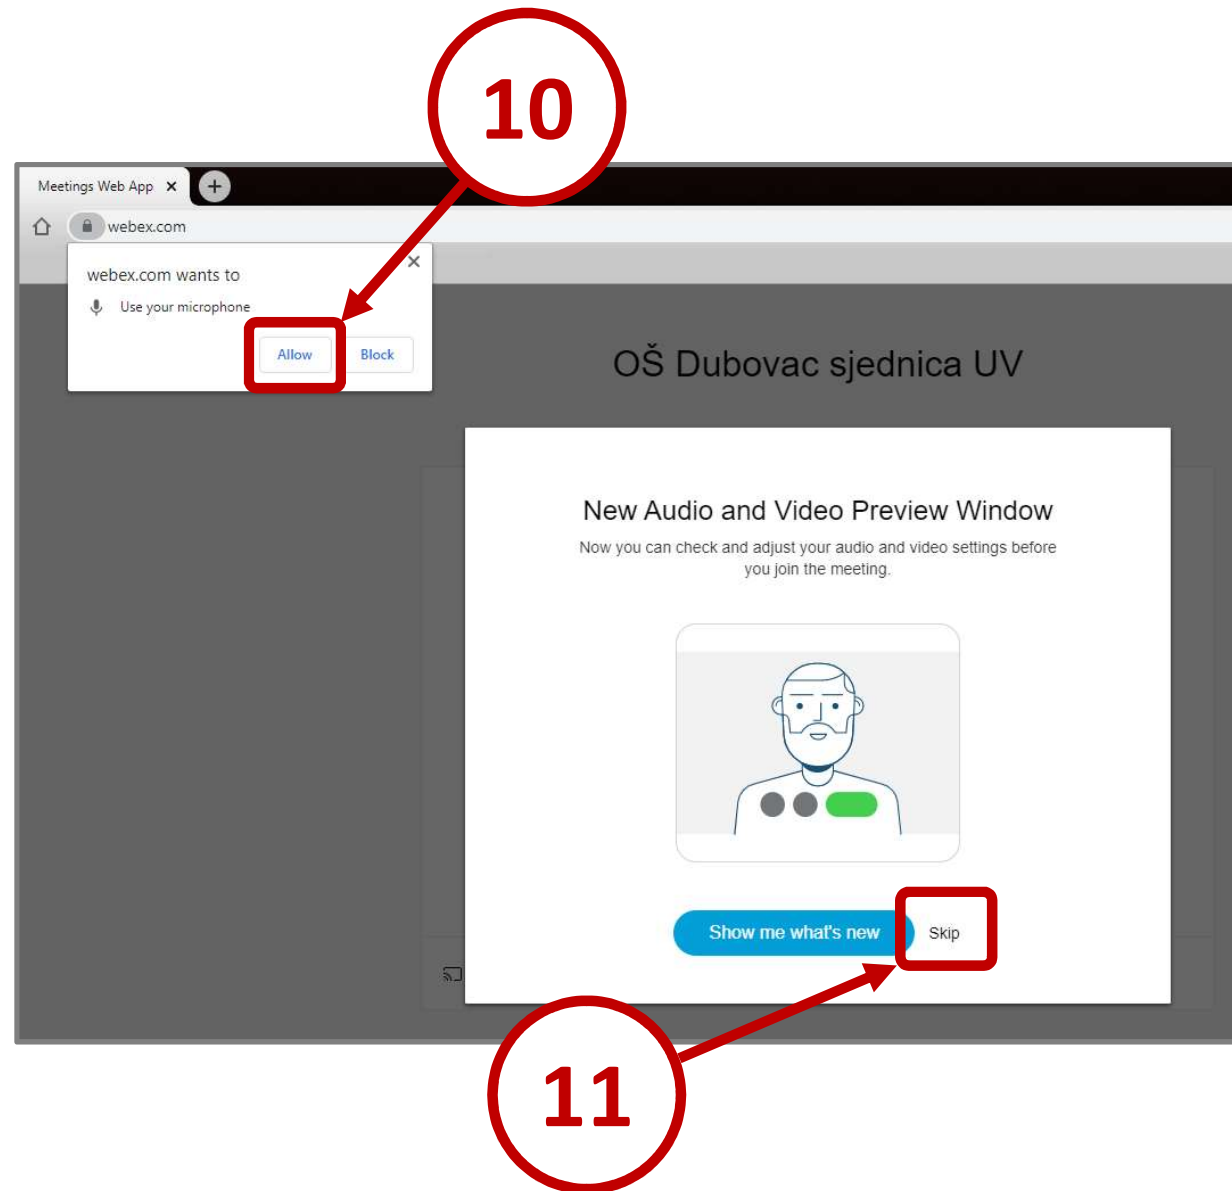 10
Meetings Web App
webex.com
webex.com wants to
Use your microphone
Allow Block
OŠ Dubovac sjednica UV
New Audio and Video Preview Window
Now you can check and adjust your audio and video settings before
you join the meeting.
Show me what's new Skip
11